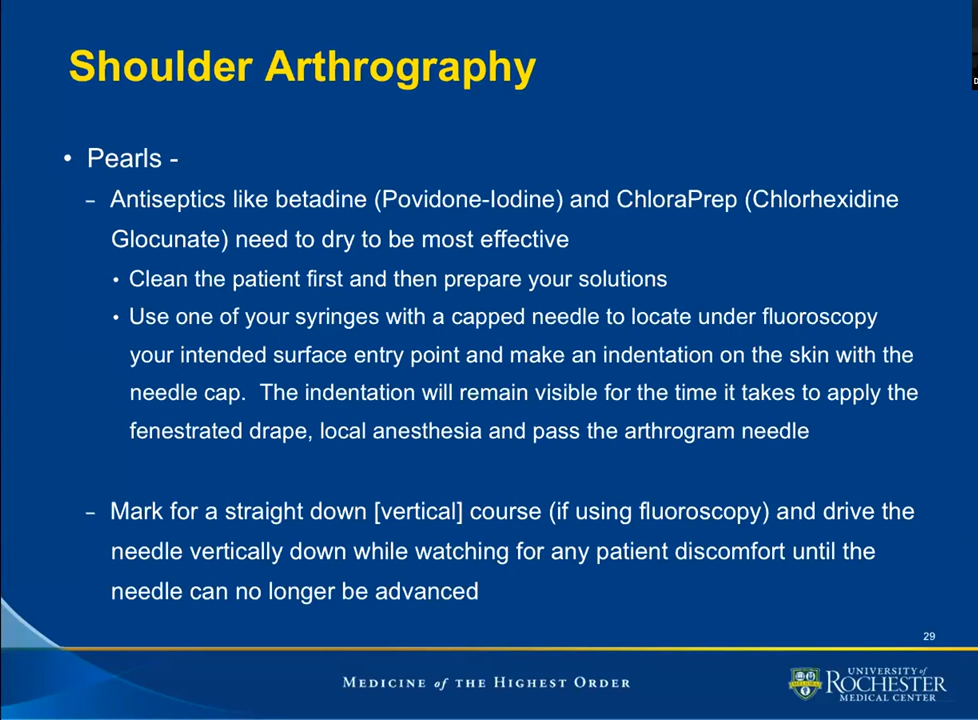 Shoulder Arthrography
• Pearls -
– Antiseptics like betadine (Povidone-Iodine) and ChloraPrep (Chlorhexidine
Glocunate) need to dry to be most effective
• Clean the patient first and then prepare your solutions
• Use one of your syringes with a capped needle to locate under fluoroscopy
your intended surface entry point and make an indentation on the skin with the
needle cap.  The indentation will remain visible for the time it takes to apply the
fenestrated drape, local anesthesia and pass the arthrogram needle
– Mark for a straight down [vertical] course (if using fluoroscopy) and drive the
needle vertically down while watching for any patient discomfort until the
needle can no longer be advanced
29
MEDICINE of THE HIGHEST ORDER
UNIVERSITY of
ROCHESTER
MEDICAL CENTER